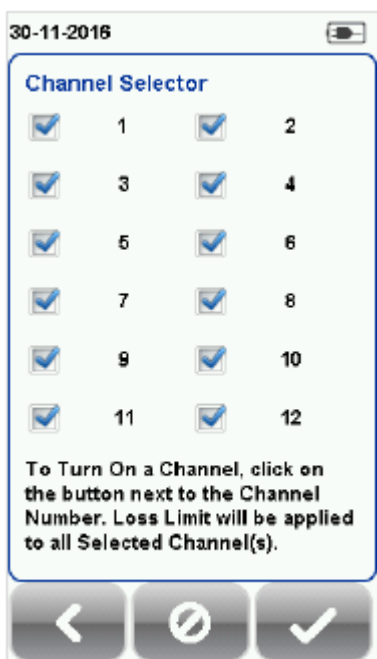 30-11-2016
Channel Selector
1 2
3 4
5 6
7 8
9 10
11 12
To Turn On a Channel, click on
the button next to the Channel
Number. Loss Limit will be applied
to all Selected Channel(s).